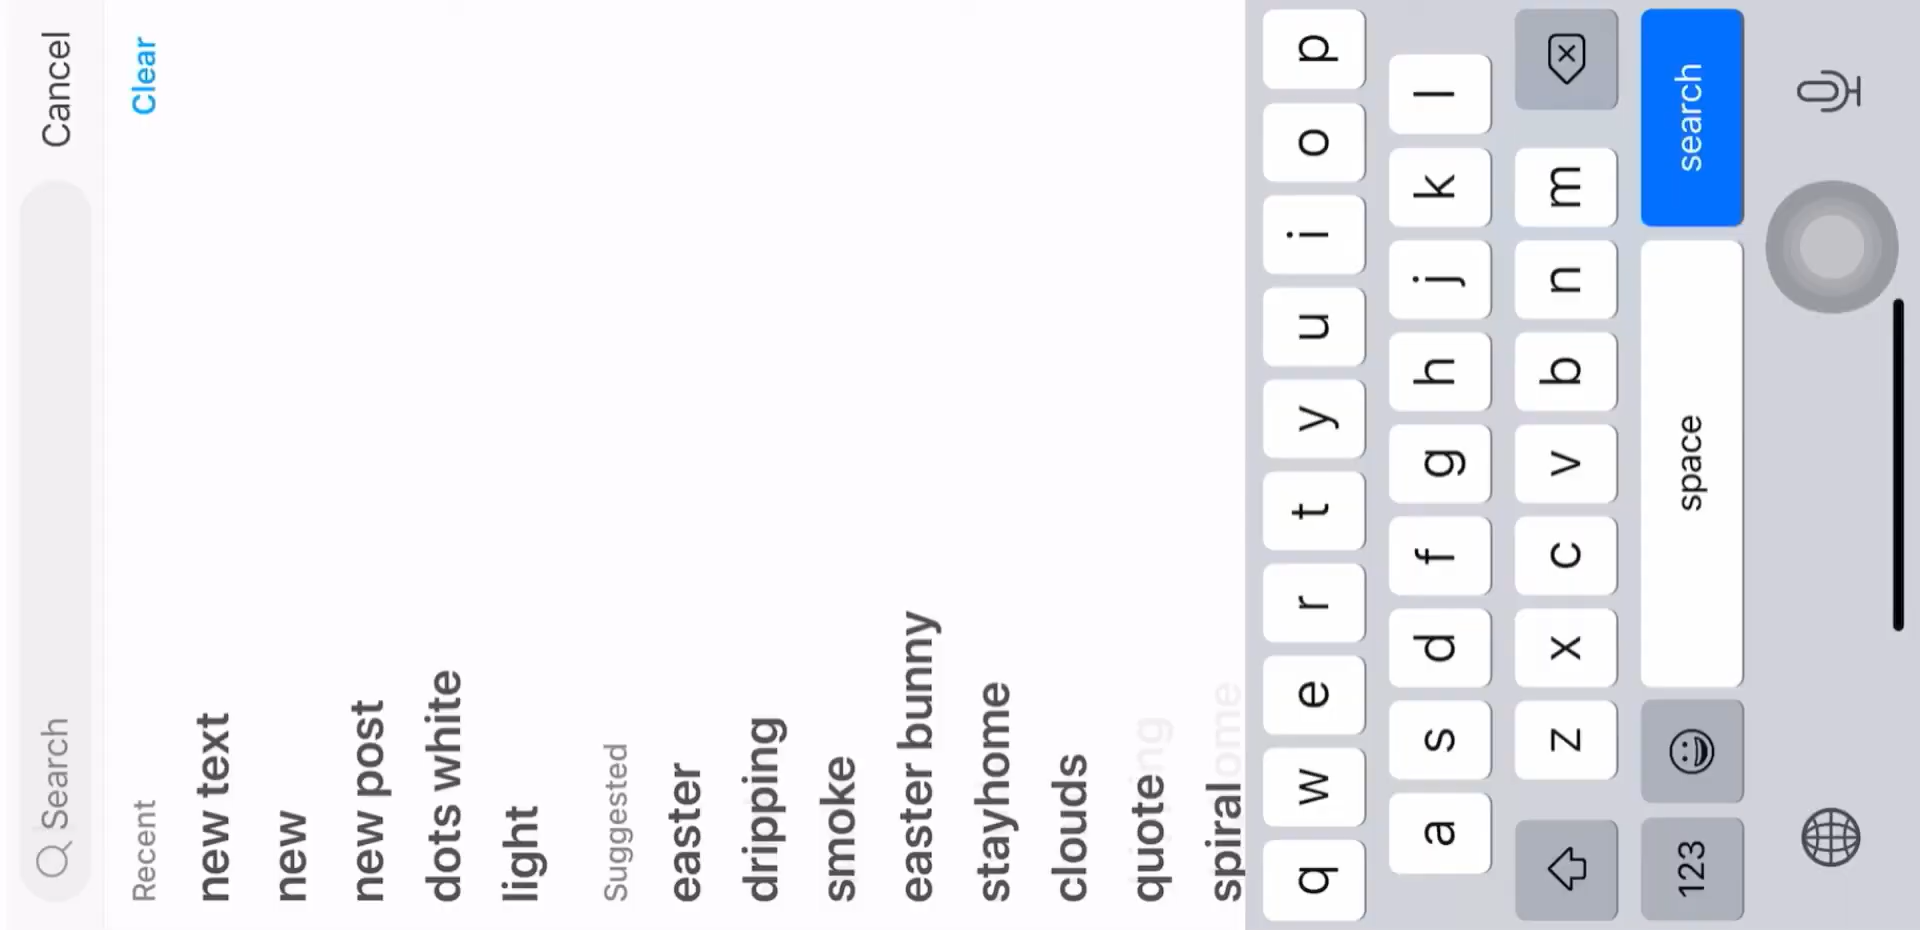 Search
Cancel
Recent
Clear
new text
new
new post
dots white
light
Suggested
easter
dripping
smoke
easter bunny
stayhome
clouds
quote
spiral
q w e r t y u i o p
a s d f g h j k l
z x c v b n m
123 space search